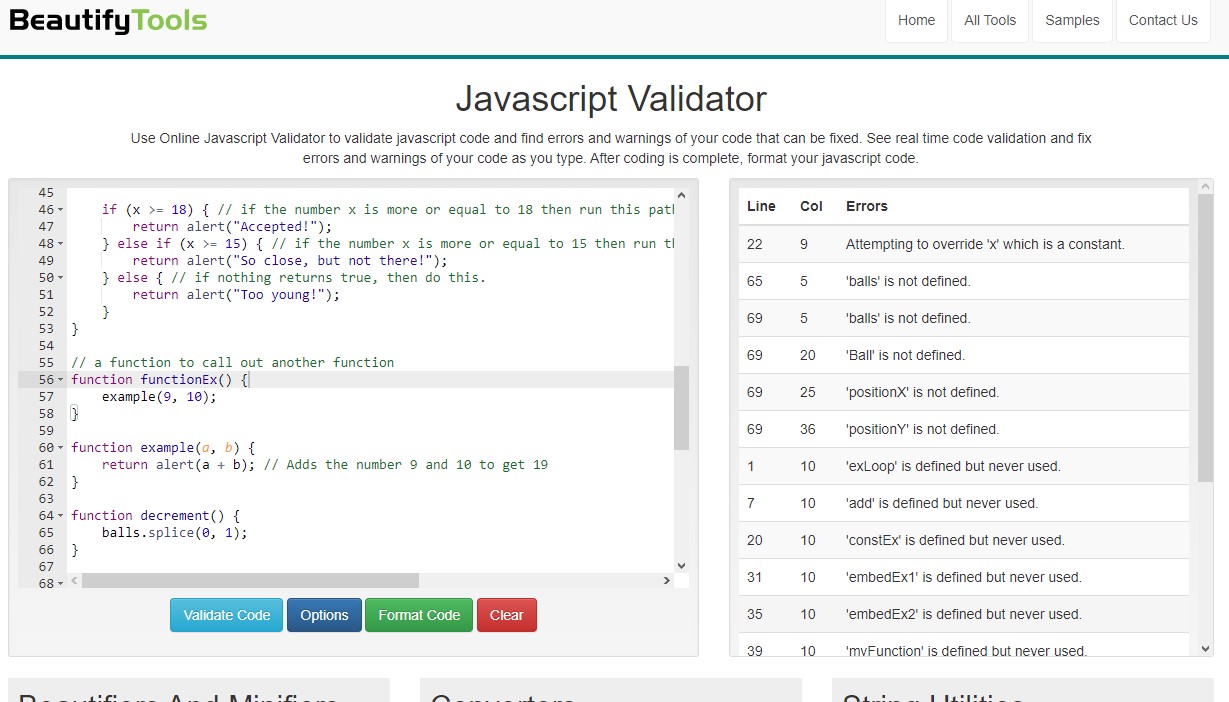 BeautifyTools
Home
All Tools
Samples
Contact Us
Javascript Validator
Use Online Javascript Validator to validate javascript code and find errors and warnings of your code that can be fixed. See real time code validation and fix
errors and warnings of your code as you type. After coding is complete, format your javascript code.
45
46 if (x >= 18) { // if the number x is more or equal to 18 then run this
47 return alert("Accepted!");
48 } else if (x >= 15) { // if the number x is more or equal to 15 then run
49 return alert("So close, but not there!");
50 } else { // if nothing returns true, then do this.
51 return alert("Too young!");
52 }
53 }
54
55 // a function to call out another function
56 function functionEx() {
57 example(9, 10);
58 }
59
60 function example(a, b) {
61 return alert(a + b); // Adds the number 9 and 10 to get 19
62 }
63
64 function decrement() {
65 balls.splice(0, 1);
66 }
67
68
Validate Code
Options
Format Code
Clear
Line Col Errors
22 9 Attempting to override 'x' which is a constant.
65 5 'balls' is not defined.
69 5 'balls' is not defined.
69 20 'Ball' is not defined.
69 25 'positionX' is not defined.
69 36 'positionY' is not defined.
1 10 'exLoop' is defined but never used.
7 10 'add' is defined but never used.
20 10 'constEx' is defined but never used.
31 10 'embedEx1' is defined but never used.
35 10 'embedEx2' is defined but never used.
39 10 'myFunction' is defined but never used.
Beautifiers And Minifiers
Converters
String Utilities